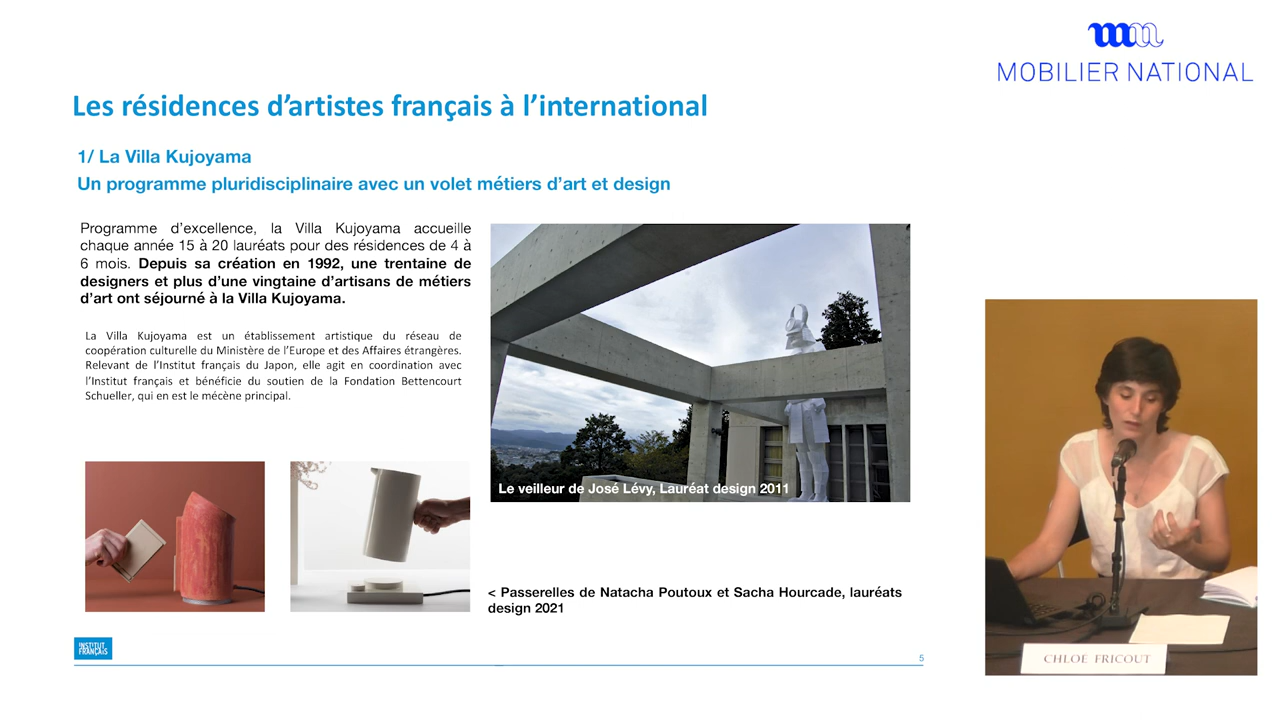 MOBILIER NATIONAL
Les résidences d’artistes français à l’international
1/ La Villa Kujoyama
Un programme pluridisciplinaire avec un volet métiers d’art et design
Programme d’excellence, la Villa Kujoyama accueille
chaque année 15 à 20 lauréats pour des résidences de 4 à
6 mois. Depuis sa création en 1992, une trentaine de
designers et plus d’une vingtaine d’artisans de métiers
d’art ont séjourné à la Villa Kujoyama.
La Villa Kujoyama est un établissement artistique du réseau de
coopération culturelle du Ministère de l’Europe et des Affaires étrangères.
Relevant de l’Institut français du Japon, elle agit en coordination avec
l’Institut français et bénéficie du soutien de la Fondation Bettencourt
Schueller, qui en est le mécène principal.
Le veilleur de José Lévy, Lauréat design 2011
< Passerelles de Natacha Poutoux et Sacha Hourcade, lauréats
design 2021
INSTITUT
FRANÇAIS
5
CHLOE FRICOUT